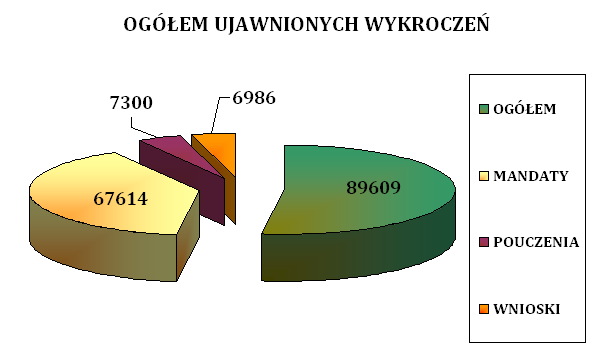 OGÓŁEM UJAWNIONYCH WYKROCZEŃ
7300
6986
67614
89609
OGÓŁEM
MANDATY
POUCZENIA
WNIOSKI